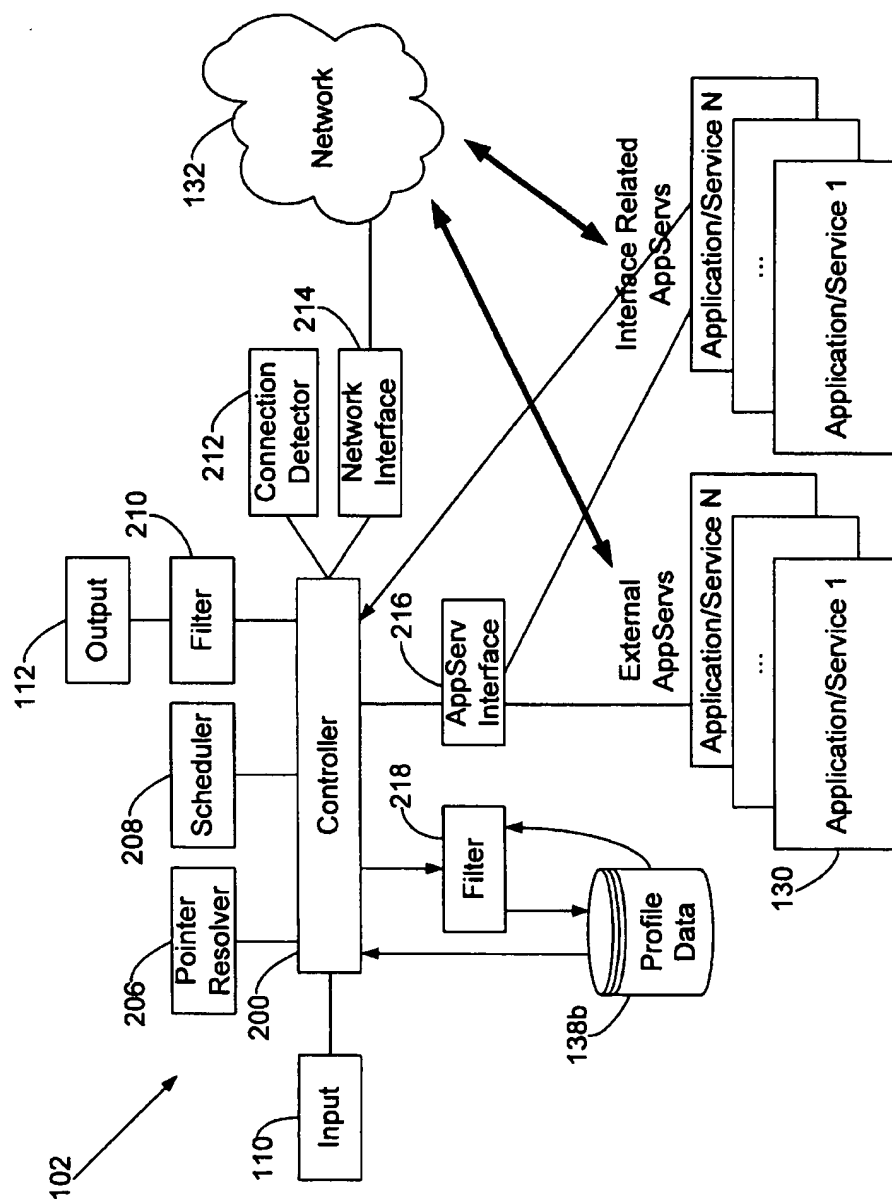 102
110
Input
200
206
Pointer
Resolver
208
Scheduler
112
Output
210
Filter
Controller
212
Connection
Detector
214
Network
Interface
132
Network
218
Filter
138b
Profile
Data
216
AppServ
Interface
External
AppServs
Application/Service N
...
Application/Service 1
130
Interface Related
AppServs
Application/Service N
...
Application/Service 1